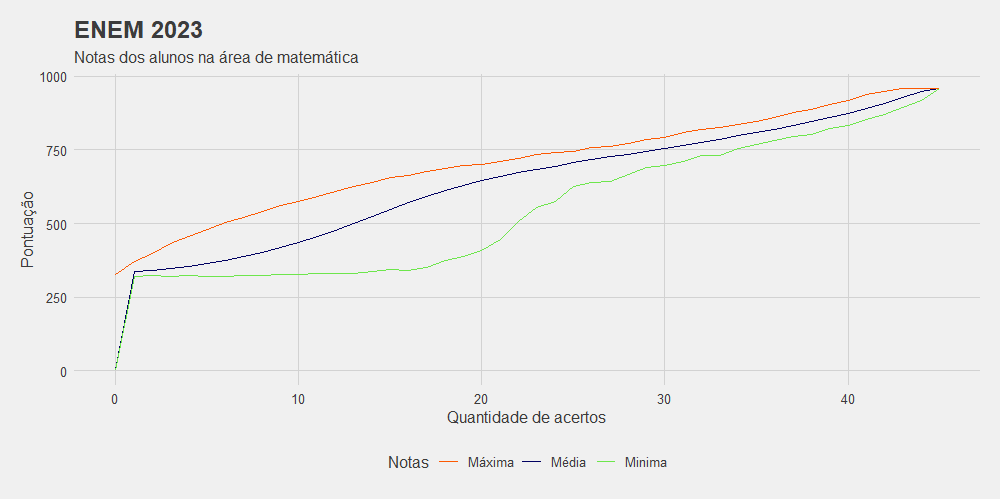 ENEM 2023
Notas dos alunos na área de matemática
1000
750
500
250
0
Pontuação
0 10 20 30 40
Quantidade de acertos
Notas Máxima Média Minima